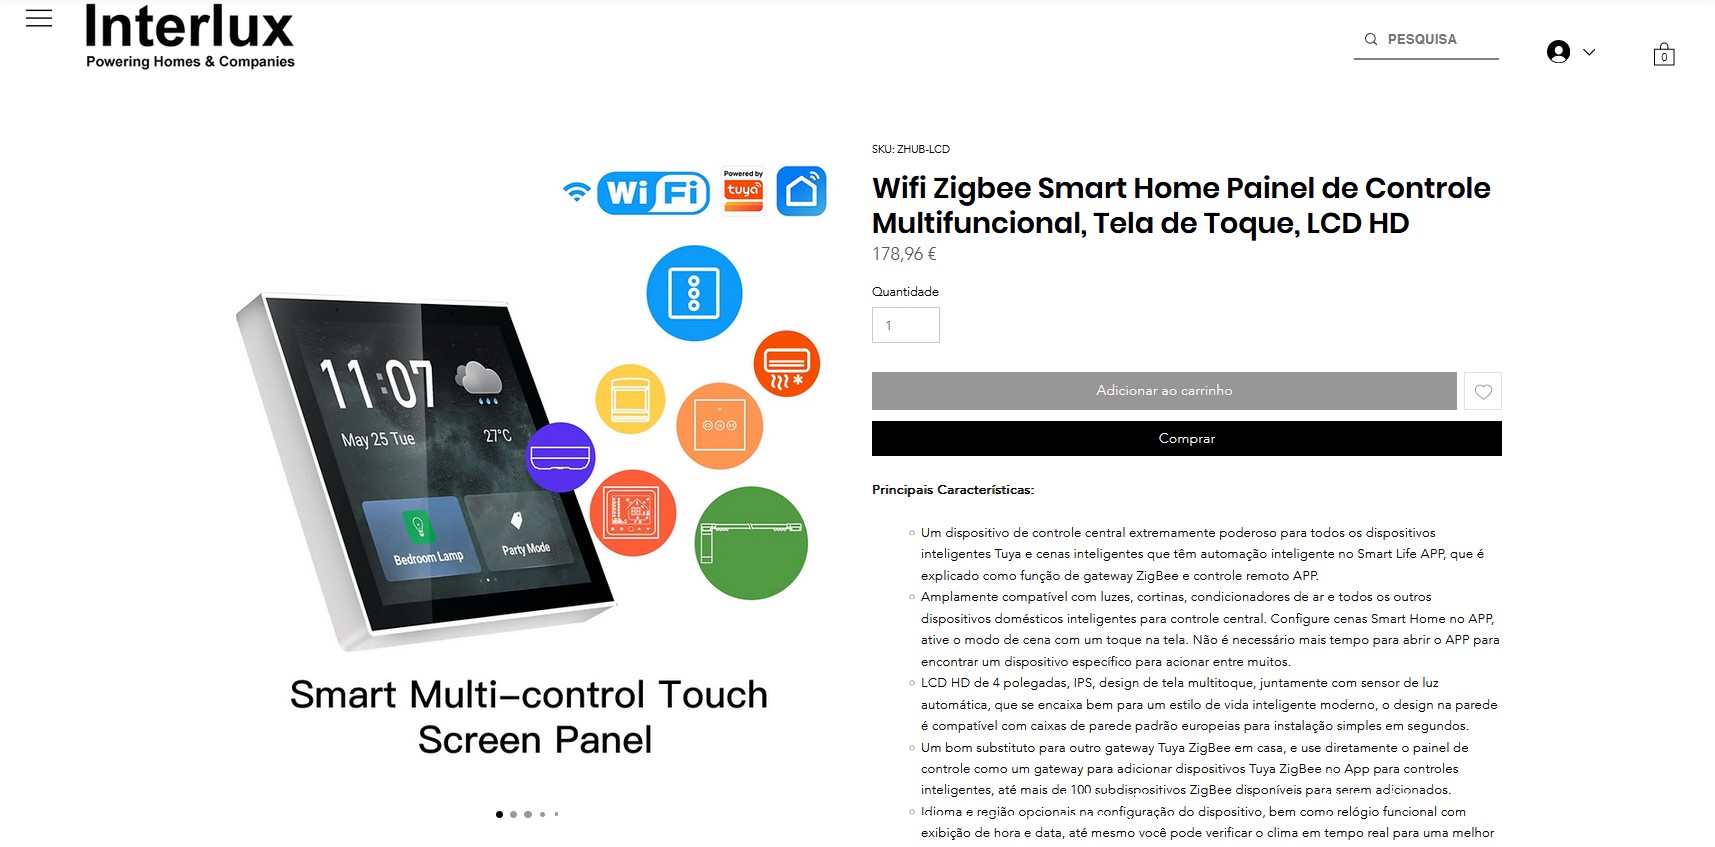 Interlux
Powering Homes & Companies
PESQUISA
0
SKU: ZHUB-LCD
Wifi Zigbee Smart Home Painel de Controle
Multifuncional, Tela de Toque, LCD HD
178,96 €
Quantidade
1
Adicionar ao carrinho
Comprar
WiFi
Powered by
tuya
11:07
May 25 Tue
27°C
Bedroom Lamp
Party Mode
Smart Multi-control Touch
Screen Panel
Principais Características:
Um dispositivo de controle central extremamente poderoso para todos os dispositivos
inteligentes Tuya e cenas inteligentes que têm automação inteligente no Smart Life APP, que é
explicado como função de gateway ZigBee e controle remoto APP.
Amplamente compatível com luzes, cortinas, condicionadores de ar e todos os outros
dispositivos domésticos inteligentes para controle central. Configure cenas Smart Home no APP,
ative o modo de cena com um toque na tela. Não é necessário mais tempo para abrir o APP para
encontrar um dispositivo específico para acionar entre muitos.
LCD HD de 4 polegadas, IPS, design de tela multitoque, juntamente com sensor de luz
automática, que se encaixa bem para um estilo de vida inteligente moderno, o design na parede
é compatível com caixas de parede padrão europeias para instalação simples em segundos.
Um bom substituto para outro gateway Tuya ZigBee em casa, e use diretamente o painel de
controle como um gateway para adicionar dispositivos Tuya ZigBee no App para controles
inteligentes, até mais de 100 subdispositivos ZigBee disponíveis para serem adicionados.
Idioma e região opcionais na configuração do dispositivo, bem como relógio funcional com
exibição de hora e data, até mesmo você pode verificar o clima em tempo real para uma melhor